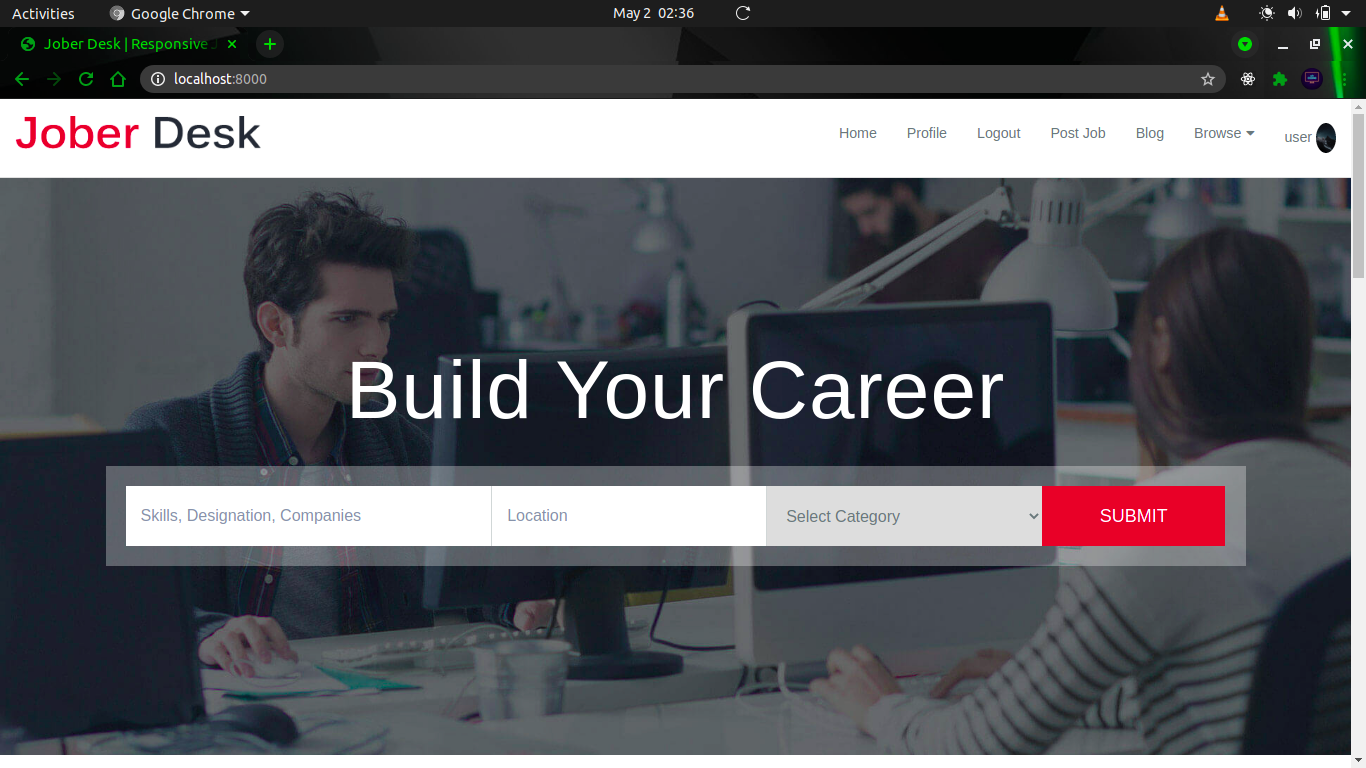 Activities Google Chrome May 2 02:36
Jober Desk | Responsive J
localhost:8000
Jober Desk Home Profile Logout Post Job Blog Browse user
Build Your Career
Skills, Designation, Companies Location Select Category SUBMIT